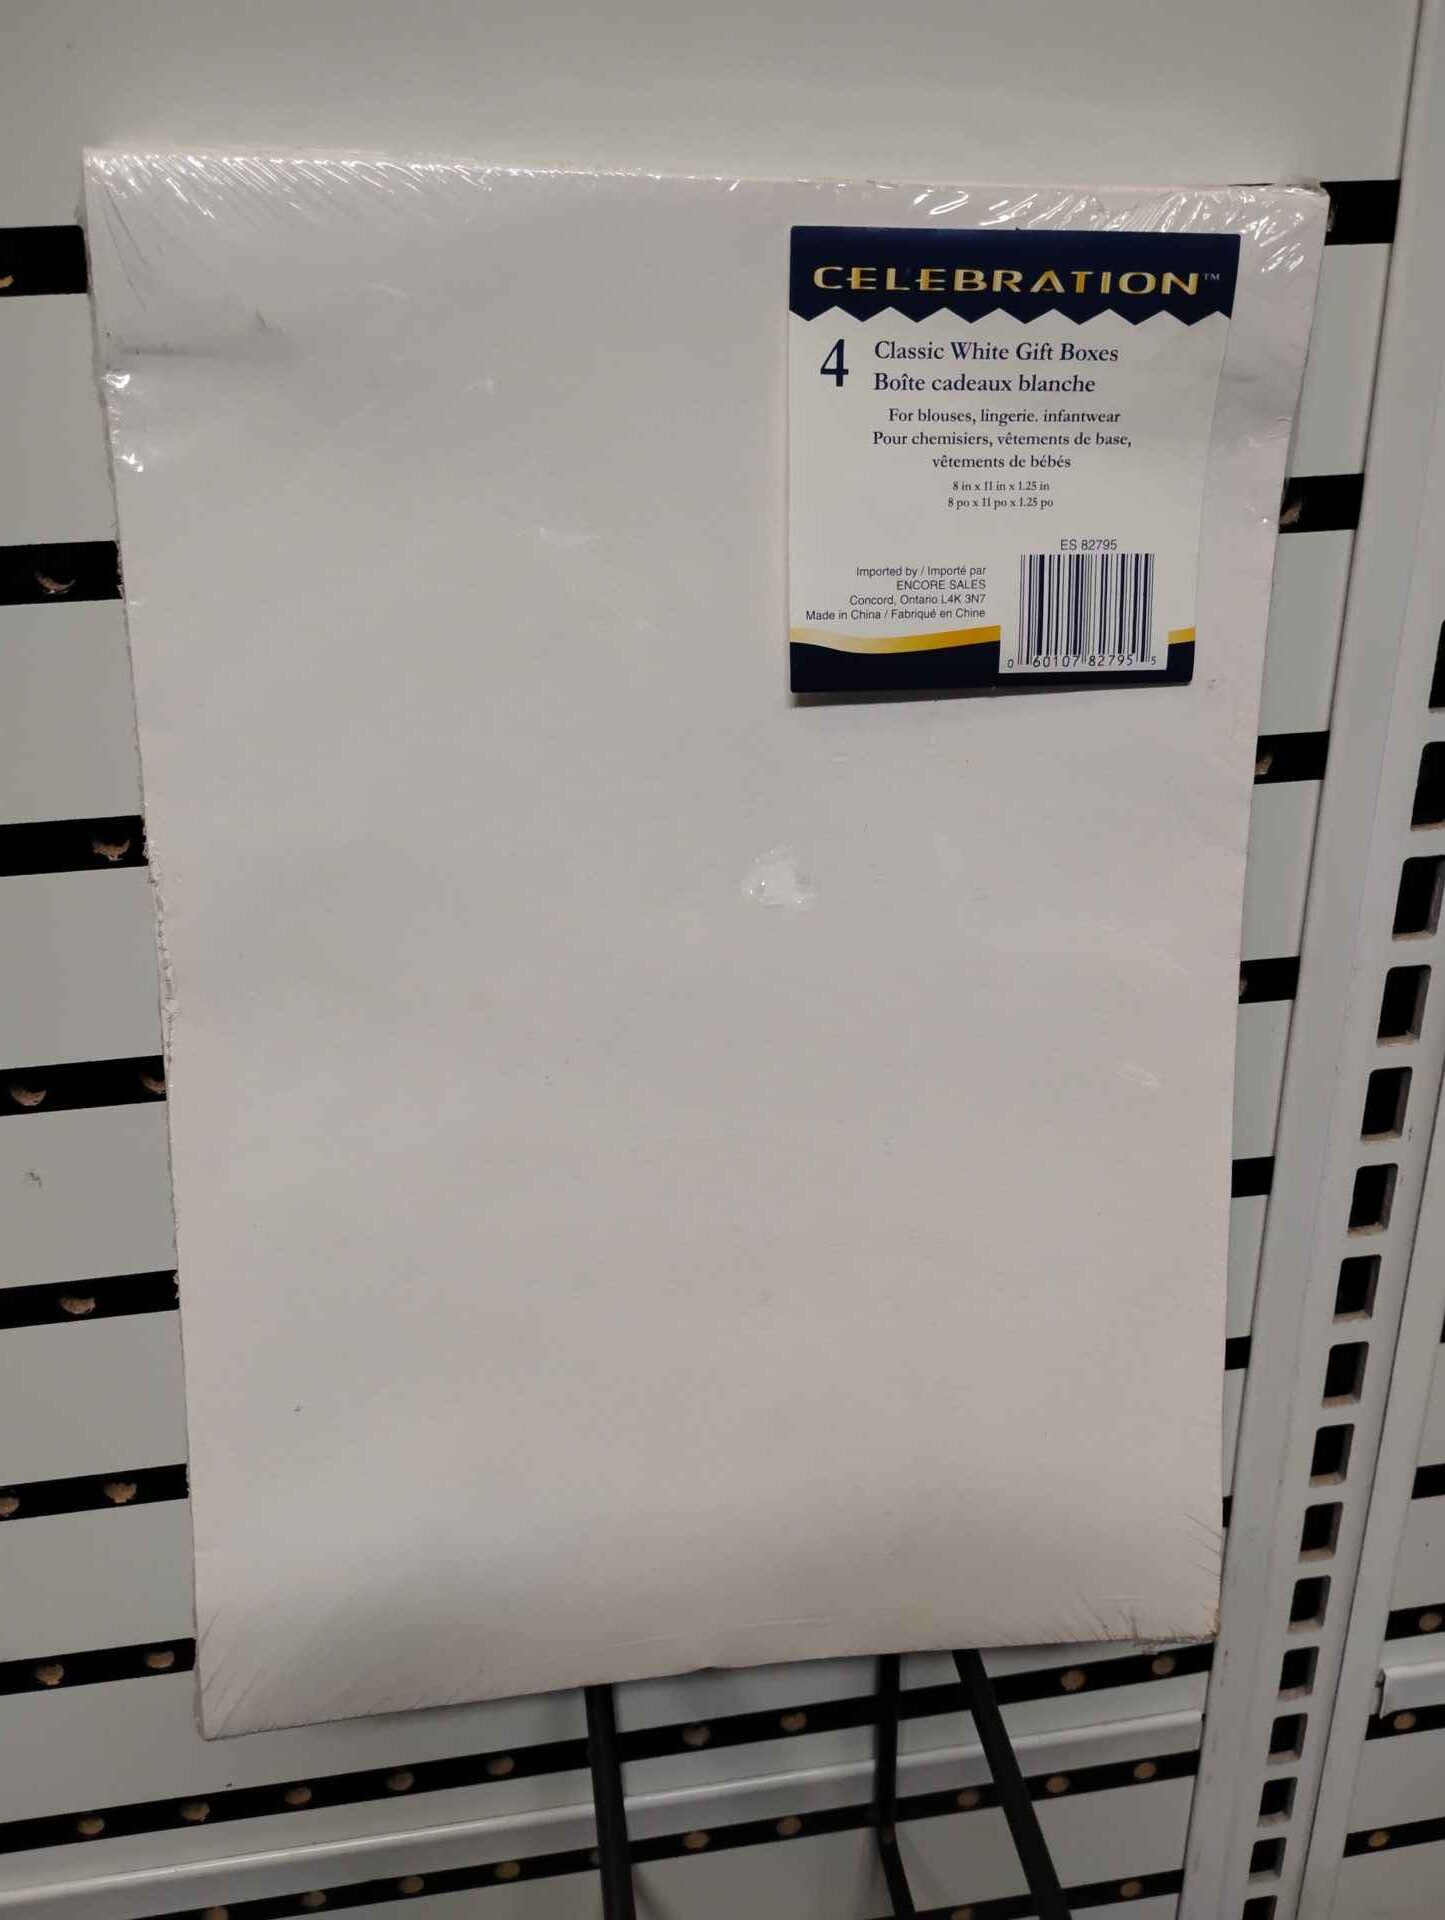 CELEBRATION™
4 Classic White Gift Boxes
Boîte cadeaux blanche
For blouses, lingerie. infantwear
Pour chemisiers, vêtements de base,
vêtements de bébés
8 in x 11 in x 1.25 in
8 po x 11 po x 1.25 po
ES 82795
Imported by / Importé par
ENCORE SALES
Concord, Ontario L4K 3N7
Made in China / Fabriqué en Chine
0 60107 82795 5